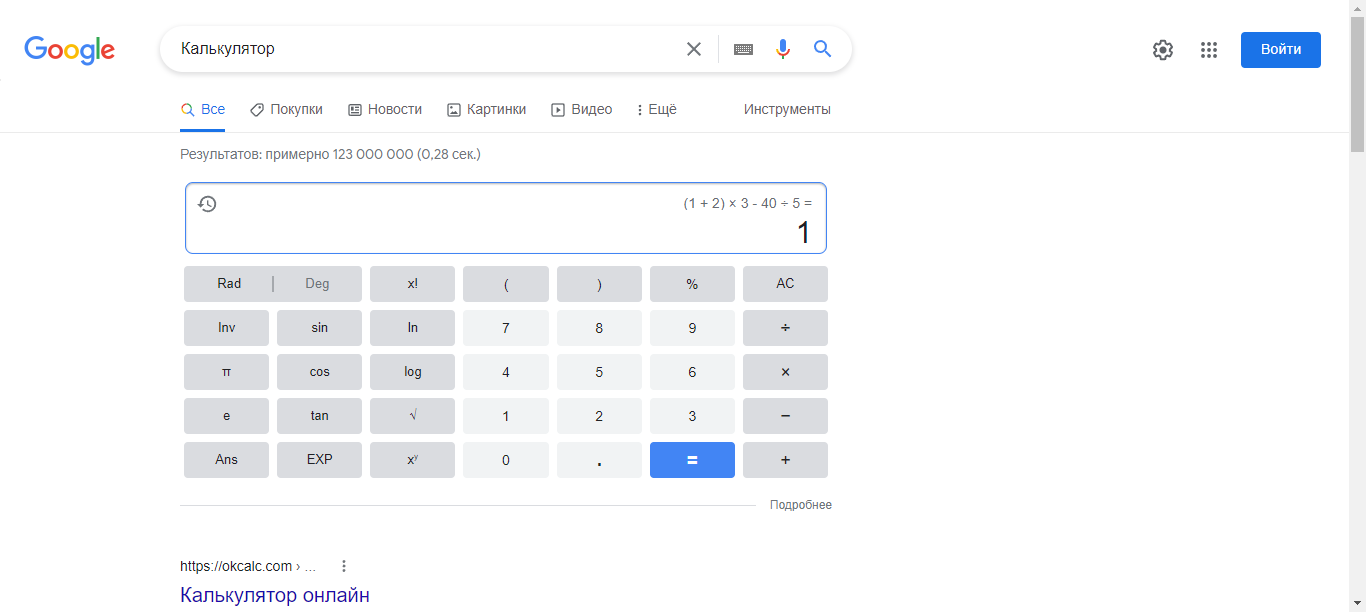 Google
Калькулятор
Войти
Все Покупки Новости Картинки Видео Ещё Инструменты
Результатов: примерно 123 000 000 (0,28 сек.)
(1 + 2) × 3 - 40 ÷ 5 =
1
Rad | Deg x! ( ) % AC
Inv sin ln 7 8 9 ÷
π cos log 4 5 6 ×
e tan √ 1 2 3 −
Ans EXP xʸ 0 . = +
Подробнее
https://okcalc.com › ...
Калькулятор онлайн